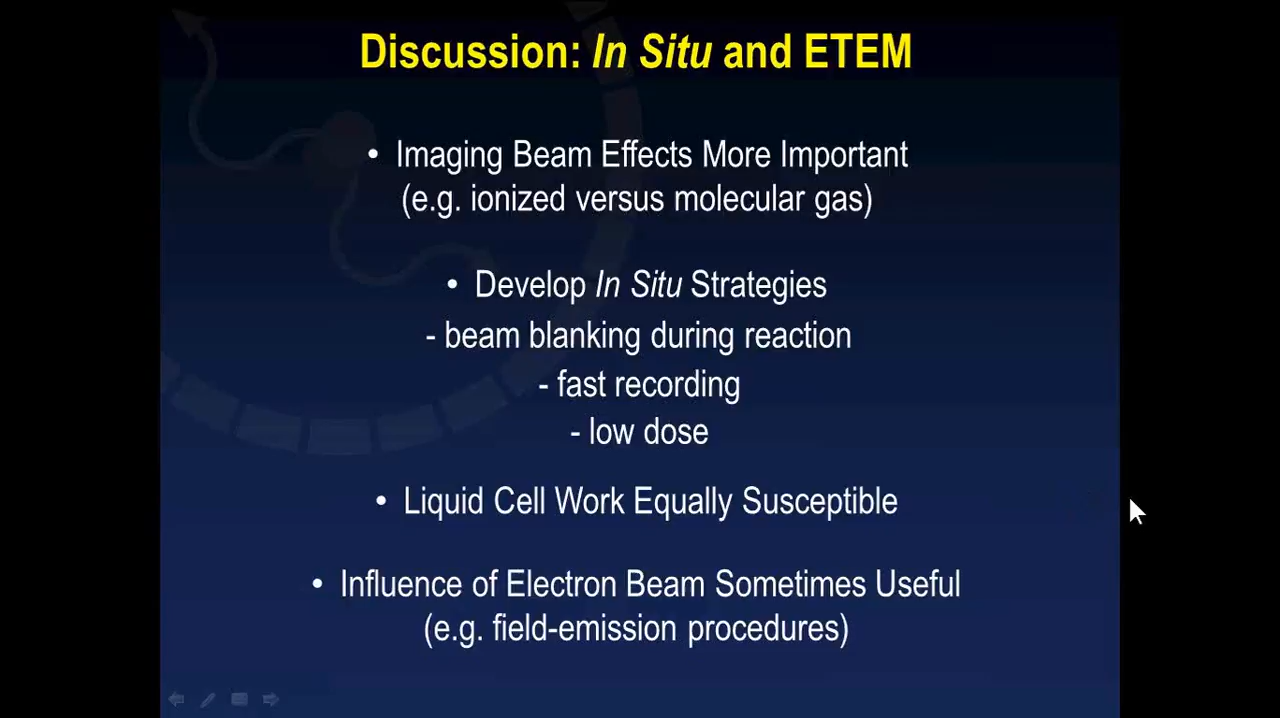 Discussion: In Situ and ETEM
• Imaging Beam Effects More Important
(e.g. ionized versus molecular gas)
• Develop In Situ Strategies
- beam blanking during reaction
- fast recording
- low dose
• Liquid Cell Work Equally Susceptible
• Influence of Electron Beam Sometimes Useful
(e.g. field-emission procedures)